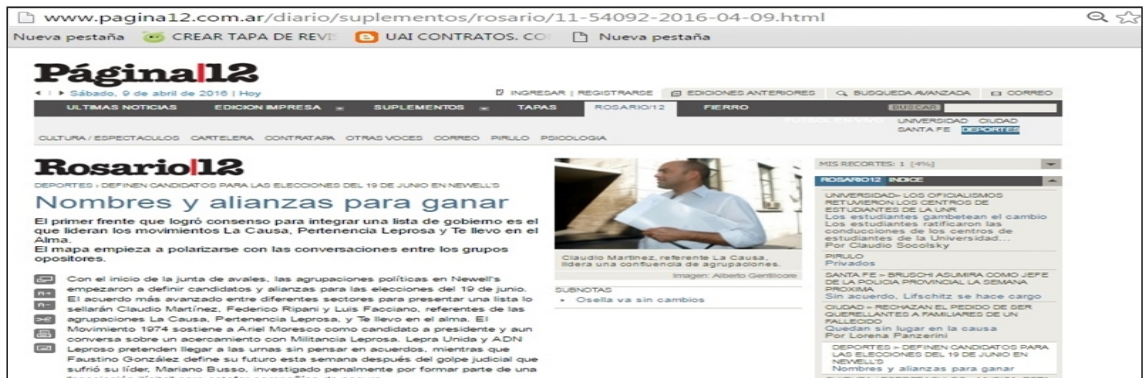 www.pagina12.com.ar/diario/suplementos/rosario/11-54092-2016-04-09.html
Nueva pestaña CREAR TAPA DE REVI UAI CONTRATOS. CO Nueva pestaña
Página|12
Sábado, 9 de abril de 2016 | Hoy
INGRESAR | REGISTRARSE EDICIONES ANTERIORES BUSQUEDA AVANZADA CORREO
ULTIMAS NOTICIAS EDICION IMPRESA SUPLEMENTOS TAPAS ROSARIO/12 FIERRO BUSCAR
UNIVERSIDAD CIUDAD
SANTA FE DEPORTES
CULTURA / ESPECTACULOS CARTELERA CONTRATAPA OTRAS VOCES CORREO PIRULO PSICOLOGIA
Rosario|12
DEPORTES › DEFINEN CANDIDATOS PARA LAS ELECCIONES DEL 19 DE JUNIO EN NEWELL'S
Nombres y alianzas para ganar
El primer frente que logró consenso para integrar una lista de gobierno es el
que lideran los movimientos La Causa, Pertenencia Leprosa y Te llevo en el
Alma.
El mapa empieza a polarizarse con las conversaciones entre los grupos
opositores.
Con el inicio de la junta de avales, las agrupaciones políticas en Newell's
empezaron a definir candidatos y alianzas para las elecciones del 19 de junio.
El acuerdo más avanzado entre diferentes sectores para presentar una lista lo
sellarán Claudio Martínez, Federico Ripani y Luis Facciano, referentes de las
agrupaciones La Causa, Pertenencia Leprosa, y Te llevo en el alma. El
Movimiento 1974 sostiene a Ariel Moresco como candidato a presidente y aun
conversa sobre un acercamiento con Militancia Leprosa. Lepra Unida y ADN
Leproso pretenden llegar a las urnas sin pensar en acuerdos, mientras que
Faustino González define su futuro esta semana después del golpe judicial que
sufrió su líder, Mariano Busso, investigado penalmente por formar parte de una
Claudio Martínez, referente La Causa,
lidera una confluencia de agrupaciones.
Imagen: Alberto Gentilcore
SUBNOTAS
• Osella va sin cambios
MIS RECORTES: 1 [4%]
ROSARIO12 INDICE
UNIVERSIDAD› LOS OFICIALISMOS
RETUVIERON LOS CENTROS DE
ESTUDIANTES DE LA UNR
Los estudiantes gambetean el cambio
Los estudiantes ratificaron las
conducciones de los centros de
estudiantes de la Universidad...
Por Claudio Socolsky
PIRULO
Privados
SANTA FE › BRUSCHI ASUMIRA COMO JEFE
DE LA POLICIA PROVINCIAL LA SEMANA
PROXIMA
Sin acuerdo, Lifschitz se hace cargo
CIUDAD › RECHAZAN EL PEDIDO DE SER
QUERELLANTES A FAMILIARES DE UN
FALLECIDO
Quedan sin lugar en la causa
Por Lorena Panzerini
DEPORTES › DEFINEN CANDIDATOS PARA
LAS ELECCIONES DEL 19 DE JUNIO EN
NEWELL'S
Nombres y alianzas para ganar